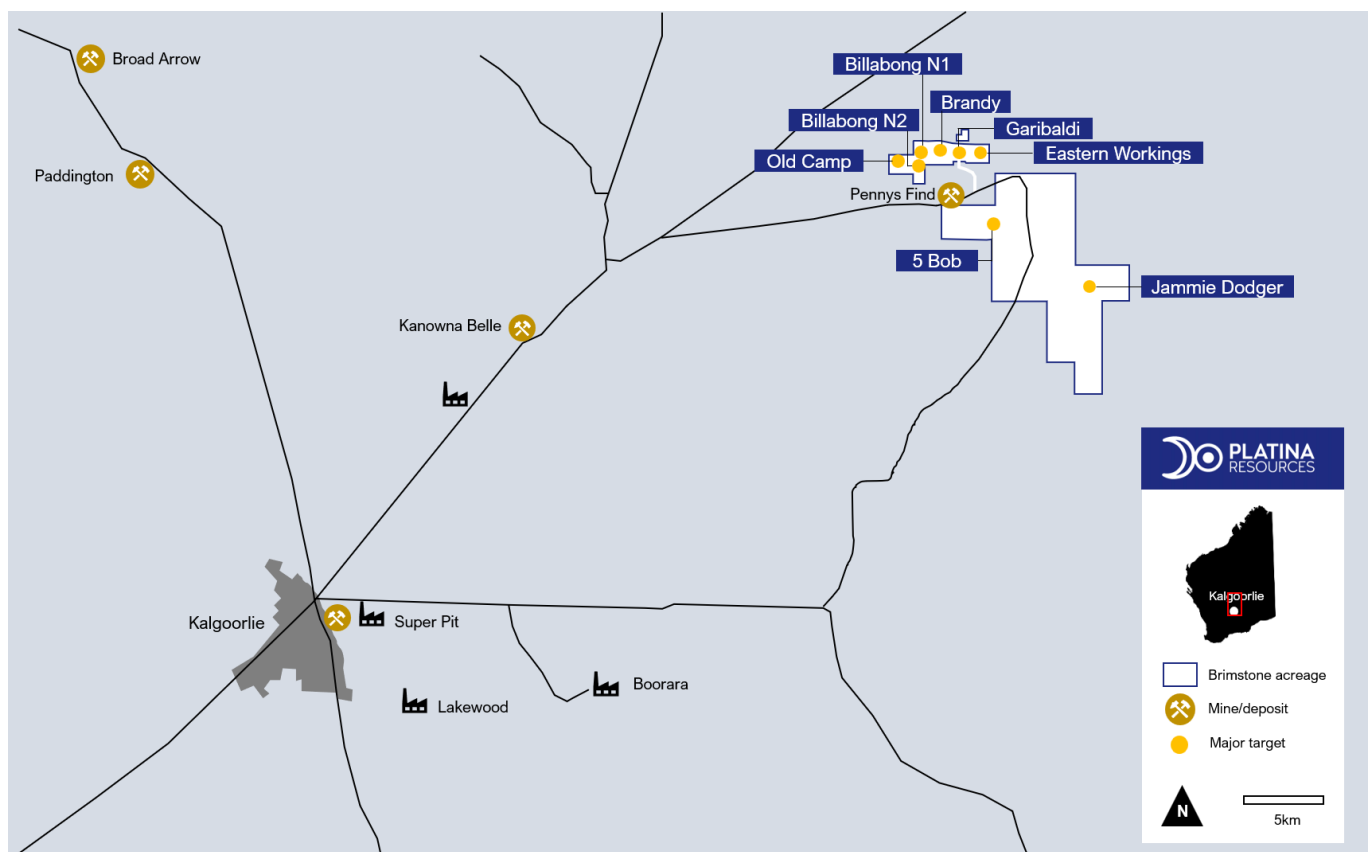 Broad Arrow
Paddington
Billabong N1
Brandy
Billabong N2
Garibaldi
Old Camp
Eastern Workings
Pennys Find
5 Bob
Jammie Dodger
Kanowna Belle
Kalgoorlie
Super Pit
Boorara
Lakewood
PLATINA
RESOURCES
Kalgoorlie
Brimstone acreage
Mine/deposit
Major target
N
5km